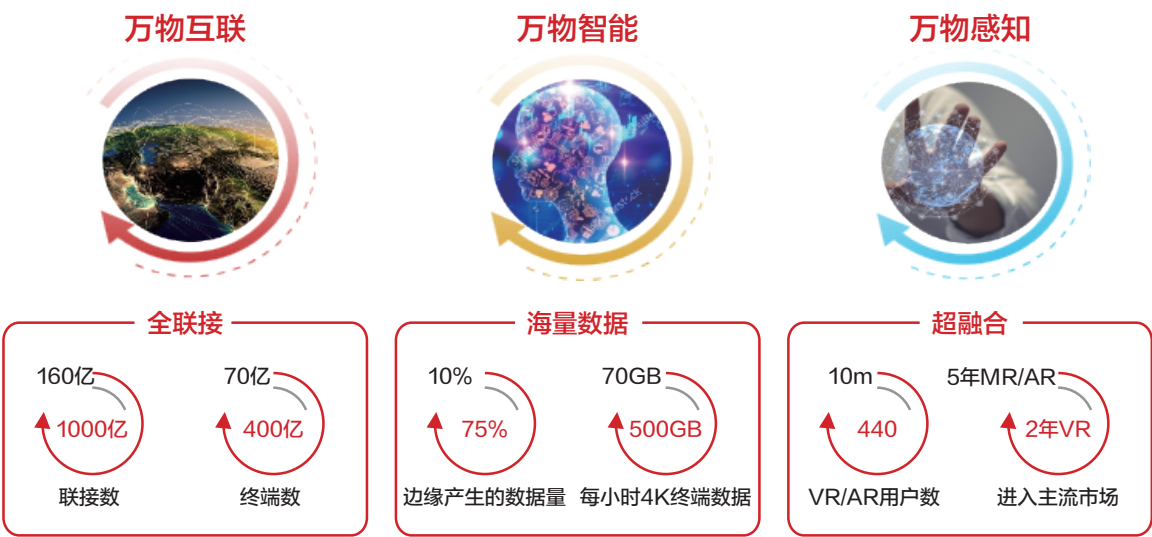 万物互联
万物智能
万物感知
全联接
160亿
1000亿
联接数
70亿
400亿
终端数
海量数据
10%
75%
边缘产生的数据量
70GB
500GB
每小时4K终端数据
超融合
10m
440
VR/AR用户数
5年MR/AR
2年VR
进入主流市场